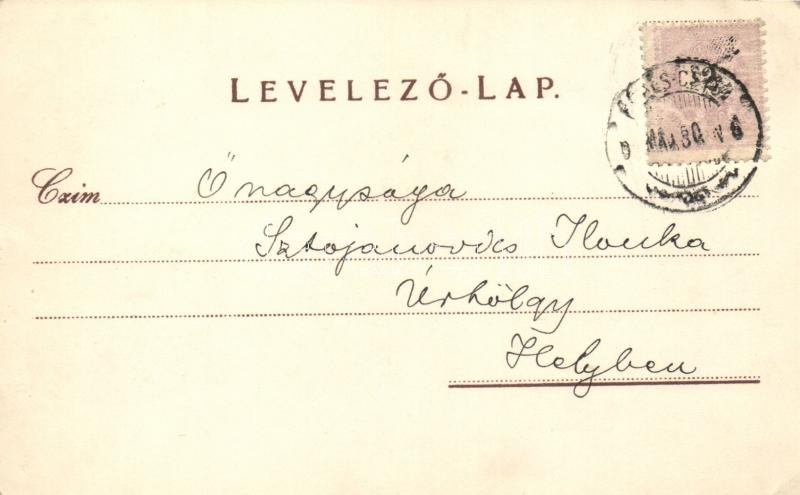 LEVELEZŐ-LAP.
Czim Őnagysága
Sztojanovics Ilonka
Úrhölgy
Helyben